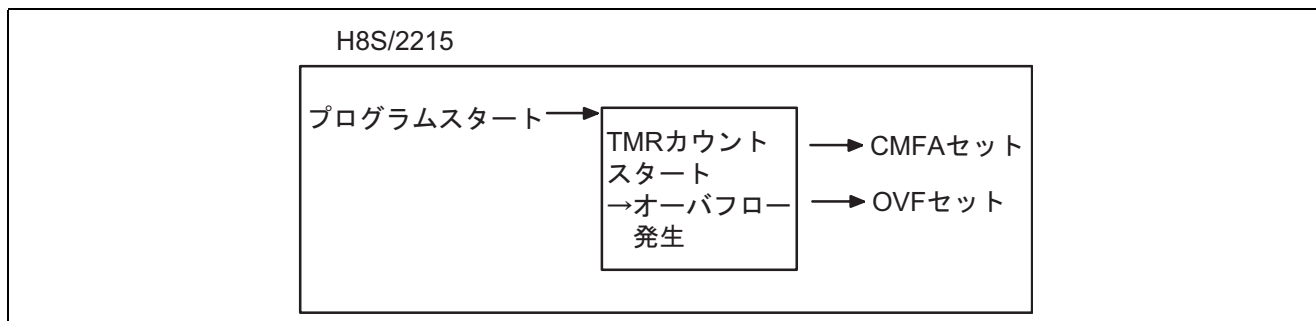 H8S/2215
プログラムスタート
TMRカウント
スタート
→オーバフロー
発生
CMFAセット
OVFセット